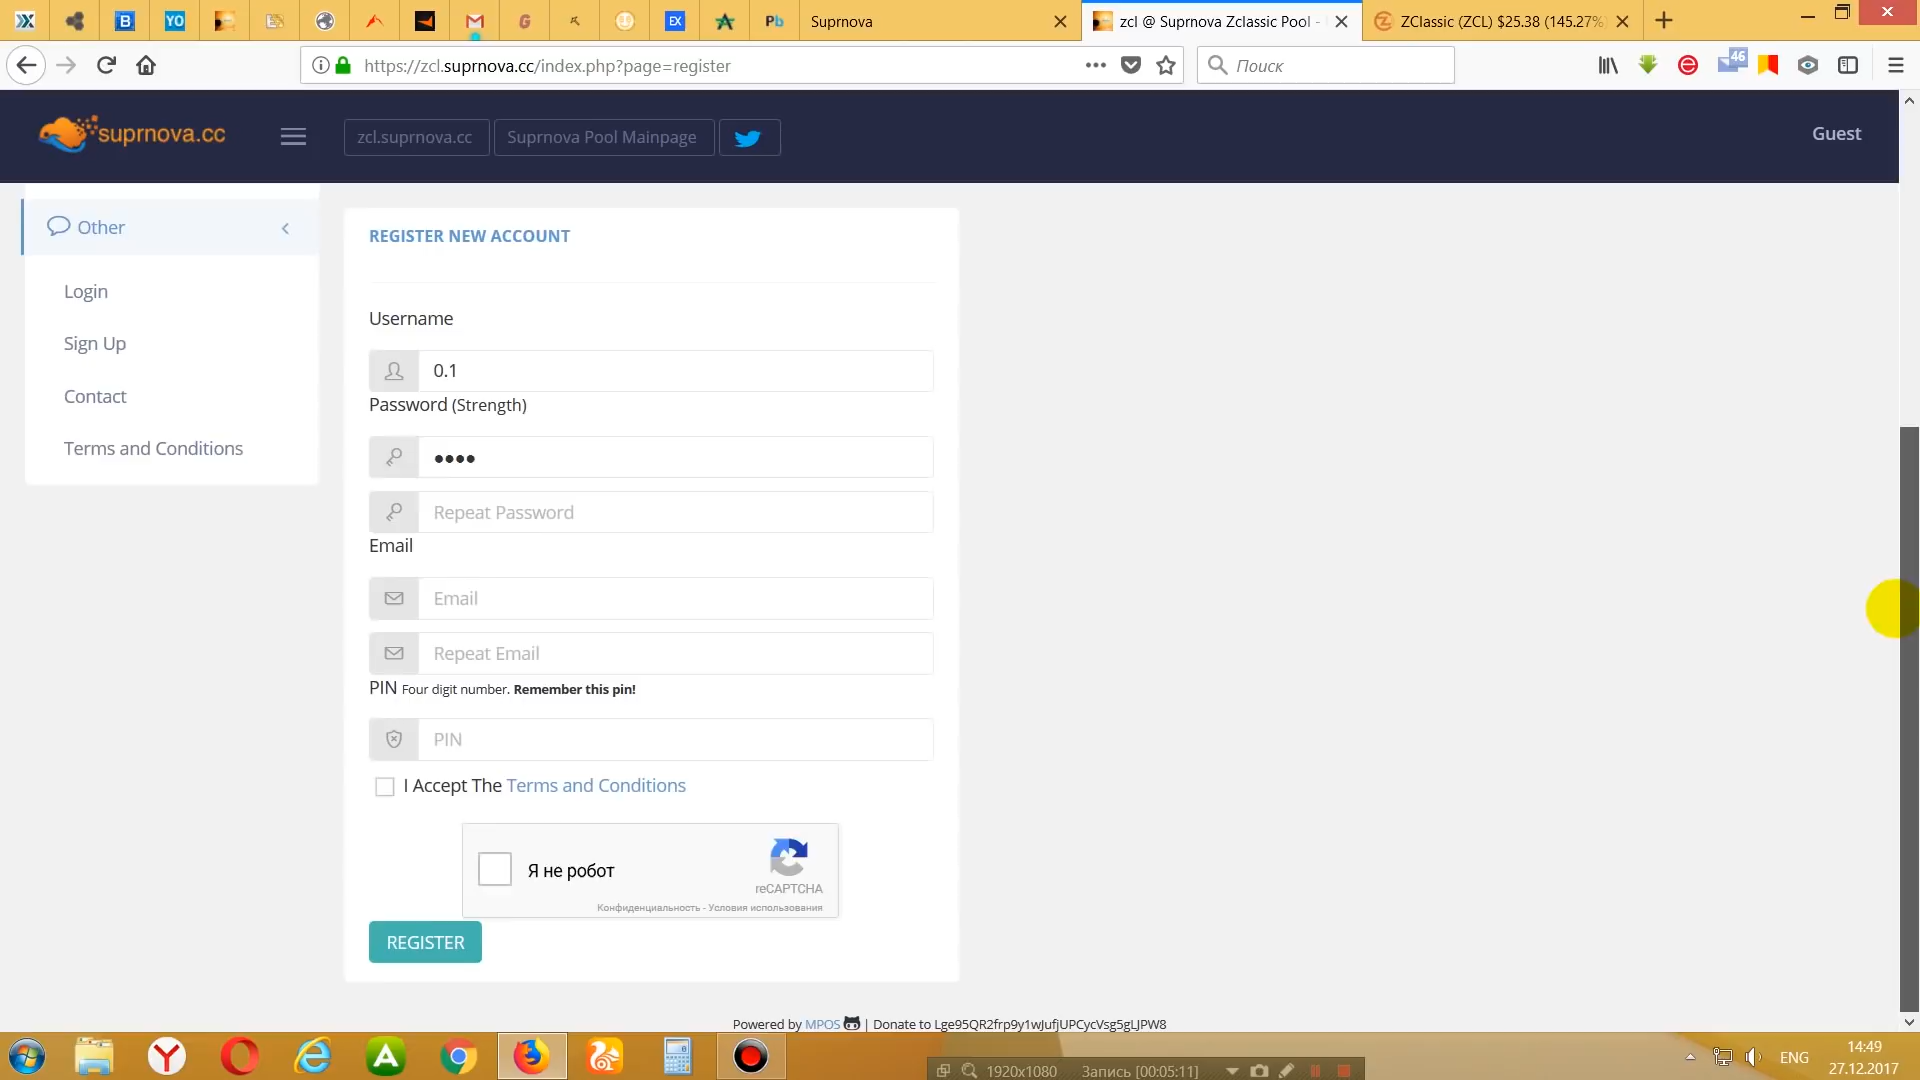 Suprnova
zcl @ Suprnova Zclassic Pool -
ZClassic (ZCL) $25.38 (145.27%
https://zcl.suprnova.cc/index.php?page=register
Поиск
46
suprnova.cc
zcl.suprnova.cc
Suprnova Pool Mainpage
Guest
Other
Login
Sign Up
Contact
Terms and Conditions
REGISTER NEW ACCOUNT
Username
0.1
Password (Strength)
••••
Repeat Password
Email
Email
Repeat Email
PIN Four digit number. Remember this pin!
PIN
I Accept The Terms and Conditions
Я не робот
reCAPTCHA
Конфиденциальность - Условия использования
REGISTER
Powered by MPOS | Donate to Lge95QR2frp9y1wJufjUPCycVsg5gLJPW8
1920x1080
Запись [00:05:11]
ENG
14:49
27.12.2017